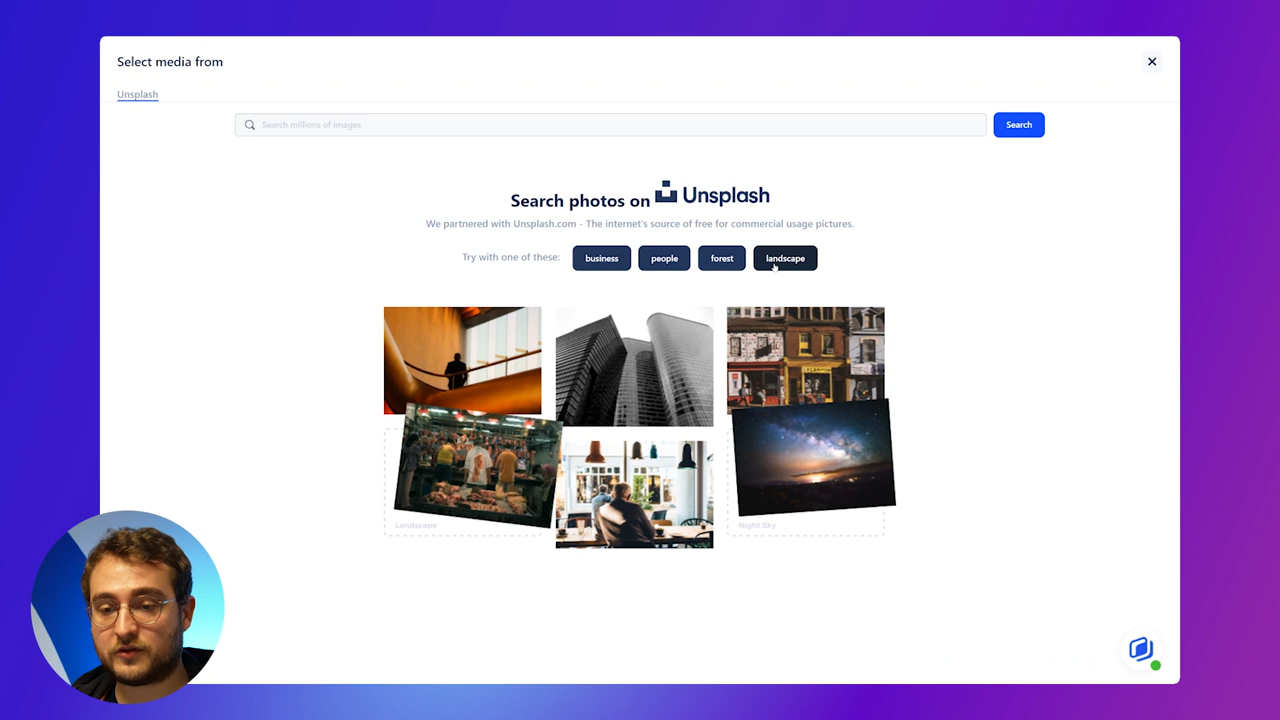 Select media from
Unsplash
Search millions of images
Search
Search photos on Unsplash
We partnered with Unsplash.com - The internet's source of free for commercial usage pictures.
Try with one of these: business people forest landscape
Landscape
Night Sky